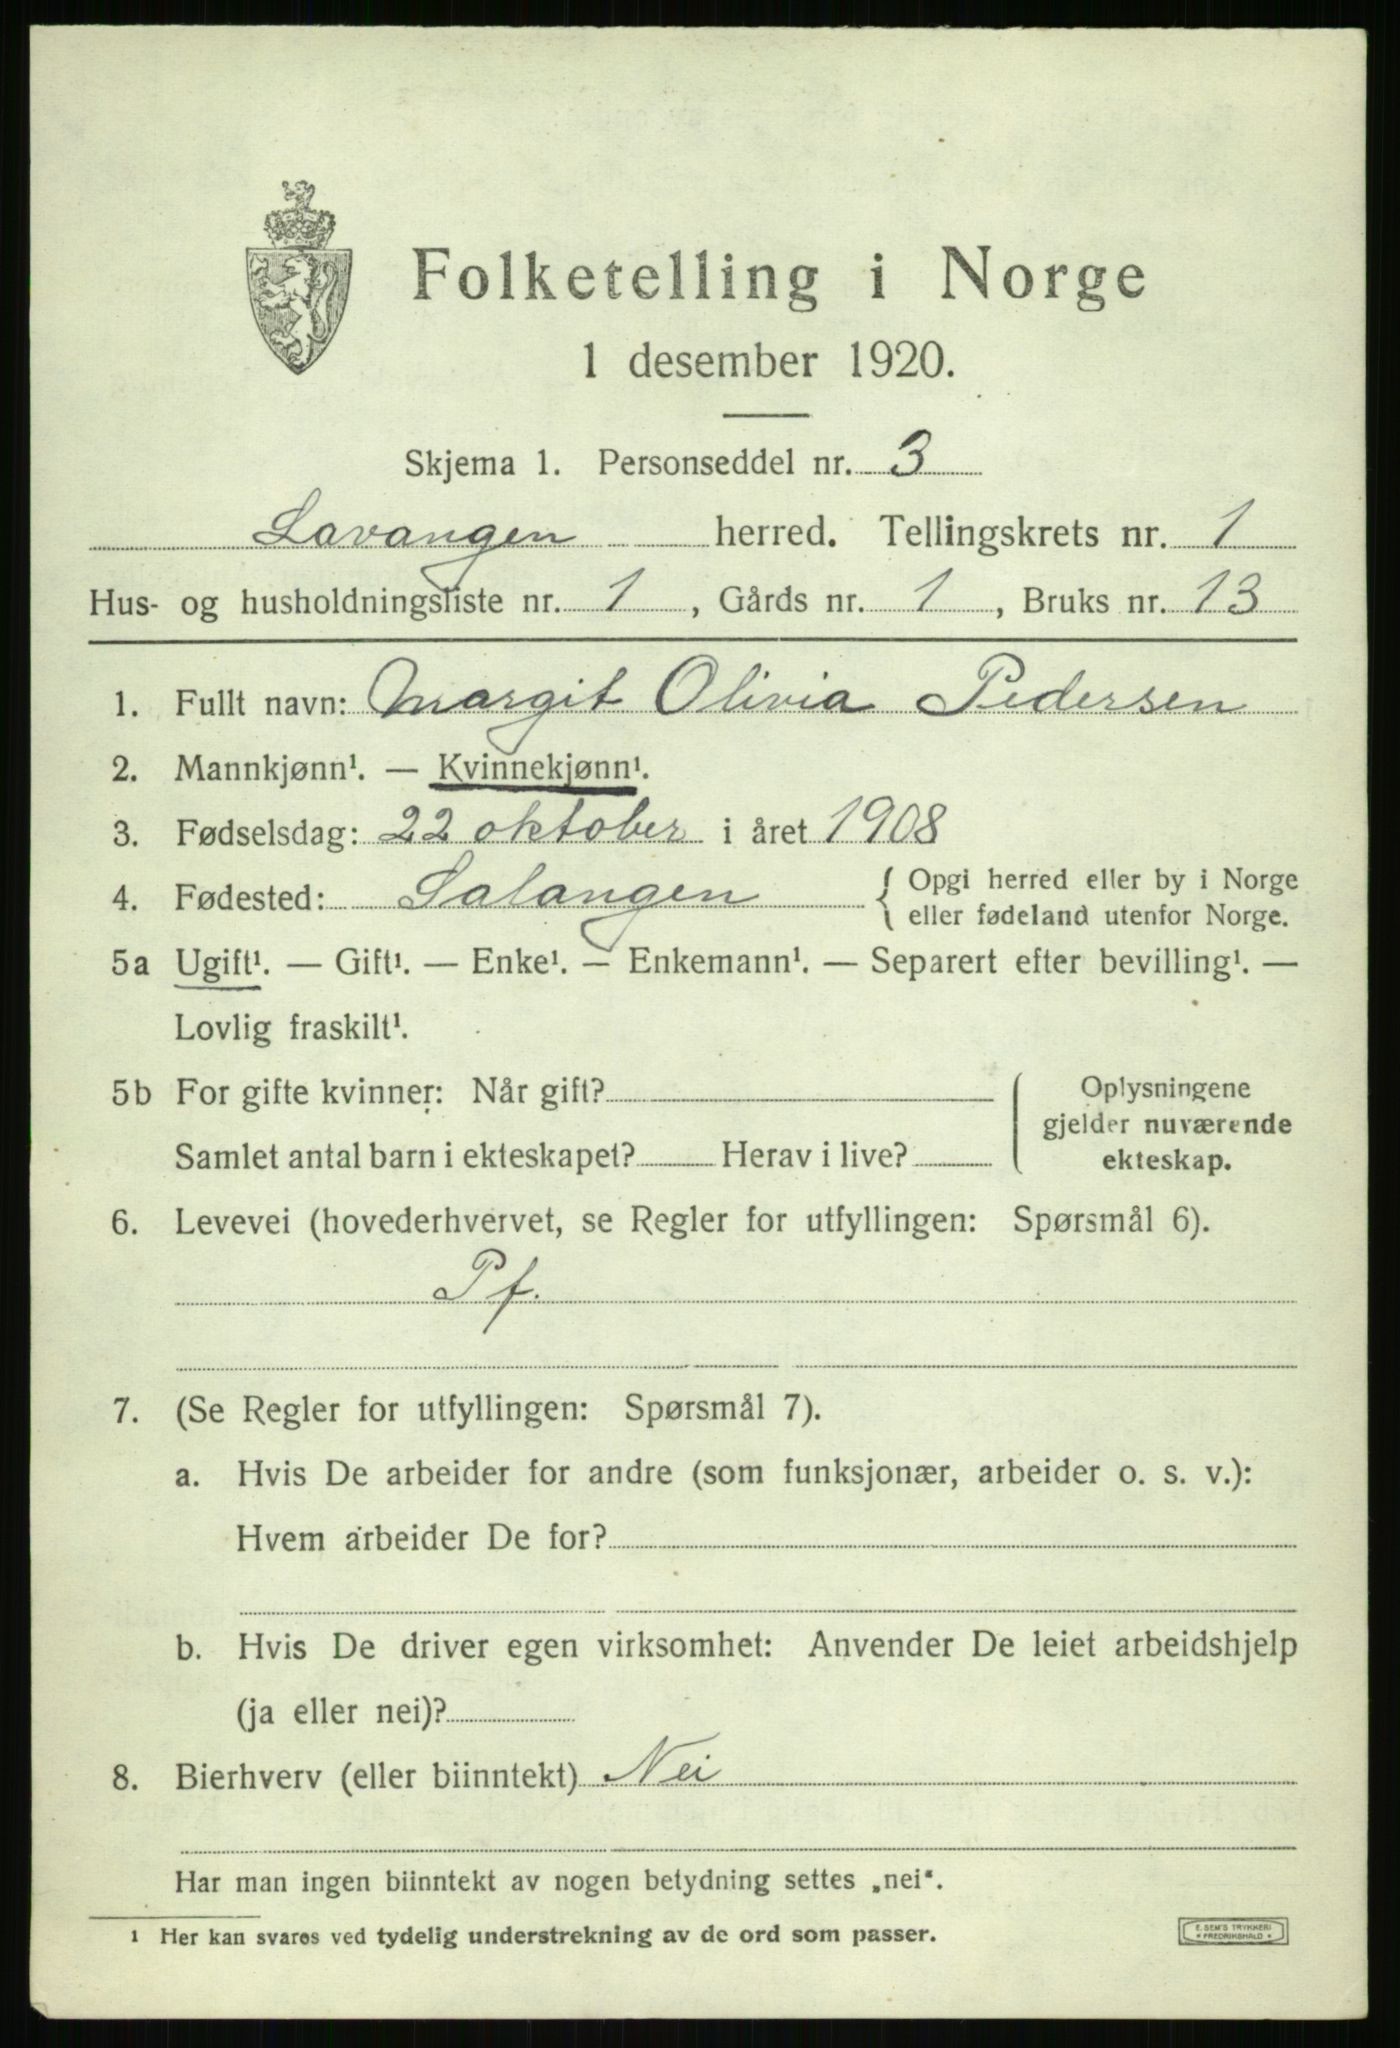 Folketelling i Norge
1 desember 1920.
Skjema 1. Personseddel nr. 3
Lavangen herred. Tellingskrets nr. 1
Hus- og husholdningsliste nr. 1, Gårds nr. 1, Bruks nr. 13
1. Fullt navn: Margit Olivia Pedersen
2. Mannkjønn¹. — Kvinnekjønn¹.
3. Fødselsdag: 22 oktober i året 1908
4. Fødested: Salangen { Opgi herred eller by i Norge
eller fødeland utenfor Norge.
5a Ugift¹. — Gift¹. — Enke¹. — Enkemann¹. — Separert efter bevilling¹. —
Lovlig fraskilt¹.
5b For gifte kvinner: Når gift?
Samlet antal barn i ekteskapet? Herav i live?
Oplysningene
gjelder nuværende
ekteskap.
6. Levevei (hovederhvervet, se Regler for utfyllingen: Spørsmål 6).
Pf.
7. (Se Regler for utfyllingen: Spørsmål 7).
a. Hvis De arbeider for andre (som funksjonær, arbeider o. s. v.):
Hvem arbeider De for?
b. Hvis De driver egen virksomhet: Anvender De leiet arbeidshjelp
(ja eller nei)?
8. Bierhverv (eller biinntekt) Nei
Har man ingen biinntekt av nogen betydning settes „nei“.
¹ Her kan svares ved tydelig understrekning av de ord som passer.
E. SEM'S TRYKKERI
* FREDRIKSHALD *